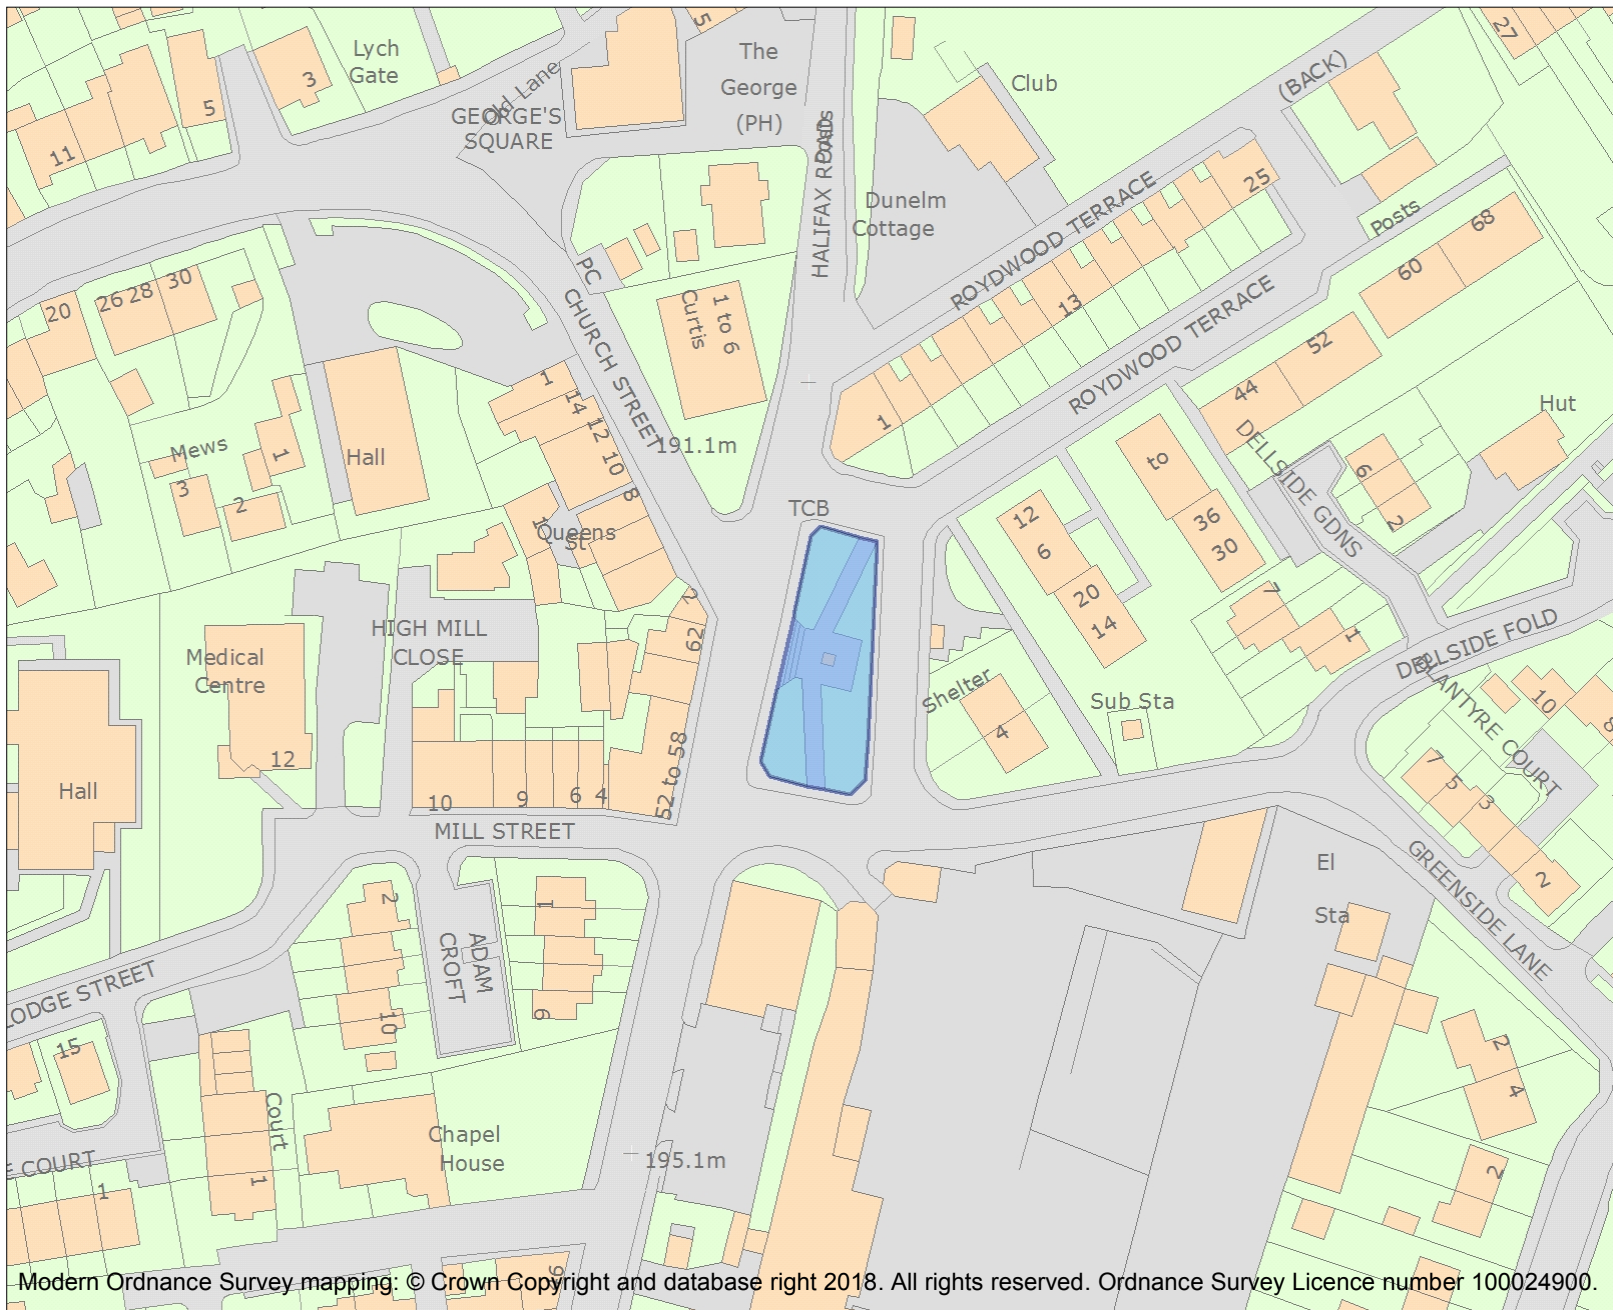 5
27
Lych
Gate
3
5
11
Old Lane
GEORGE'S
SQUARE
The
George
(PH)
HALIFAX ROAD
Posts
Club
(BACK)
Dunelm
Cottage
ROYDWOOD TERRACE
25
Posts
68
60
52
44
13
1
ROYDWOOD TERRACE
PC
CHURCH STREET
Curtis
1 to 6
191.1m
20
26
28
30
Mews
1
3
2
Hall
1
14
12
10
8
1
Queens
St
2
62
TCB
Hut
DELLSIDE GDNS
6
2
to
36
30
12
6
20
14
7
1
DELLSIDE FOLD
HIGH MILL
CLOSE
Medical
Centre
12
Hall
Shelter
4
Sub Sta
BLANTYRE COURT
10
8
7
5
3
2
10
9
6
4
52 to 58
MILL STREET
GREENSIDE LANE
El
Sta
2
10
ADAM
CROFT
1
6
LODGE STREET
15
Court
1
Chapel
House
195.1m
E COURT
1
2
4
2
46
Modern Ordnance Survey mapping: © Crown Copyright and database right 2018. All rights reserved. Ordnance Survey Licence number 100024900.